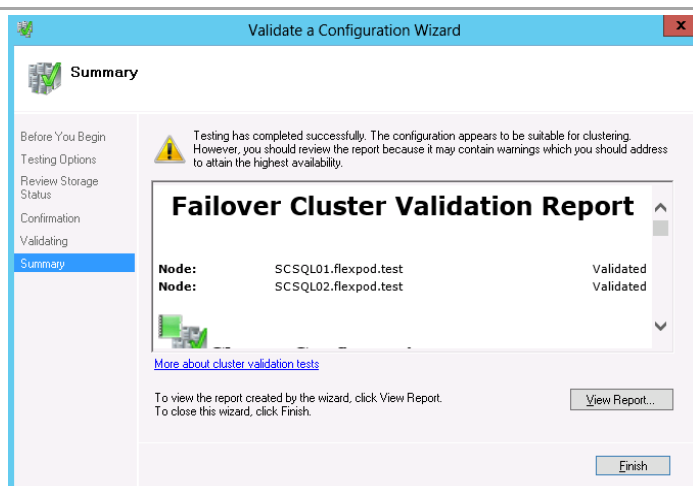 Validate a Configuration Wizard
x
Summary
Before You Begin
Testing Options
Review Storage
Status
Confirmation
Validating
Summary
Testing has completed successfully. The configuration appears to be suitable for clustering.
However, you should review the report because it may contain warnings which you should address
to attain the highest availability.
Failover Cluster Validation Report
Node: SCSQL01.flexpod.test Validated
Node: SCSQL02.flexpod.test Validated
More about cluster validation tests
To view the report created by the wizard, click View Report.
To close this wizard, click Finish.
View Report...
Finish